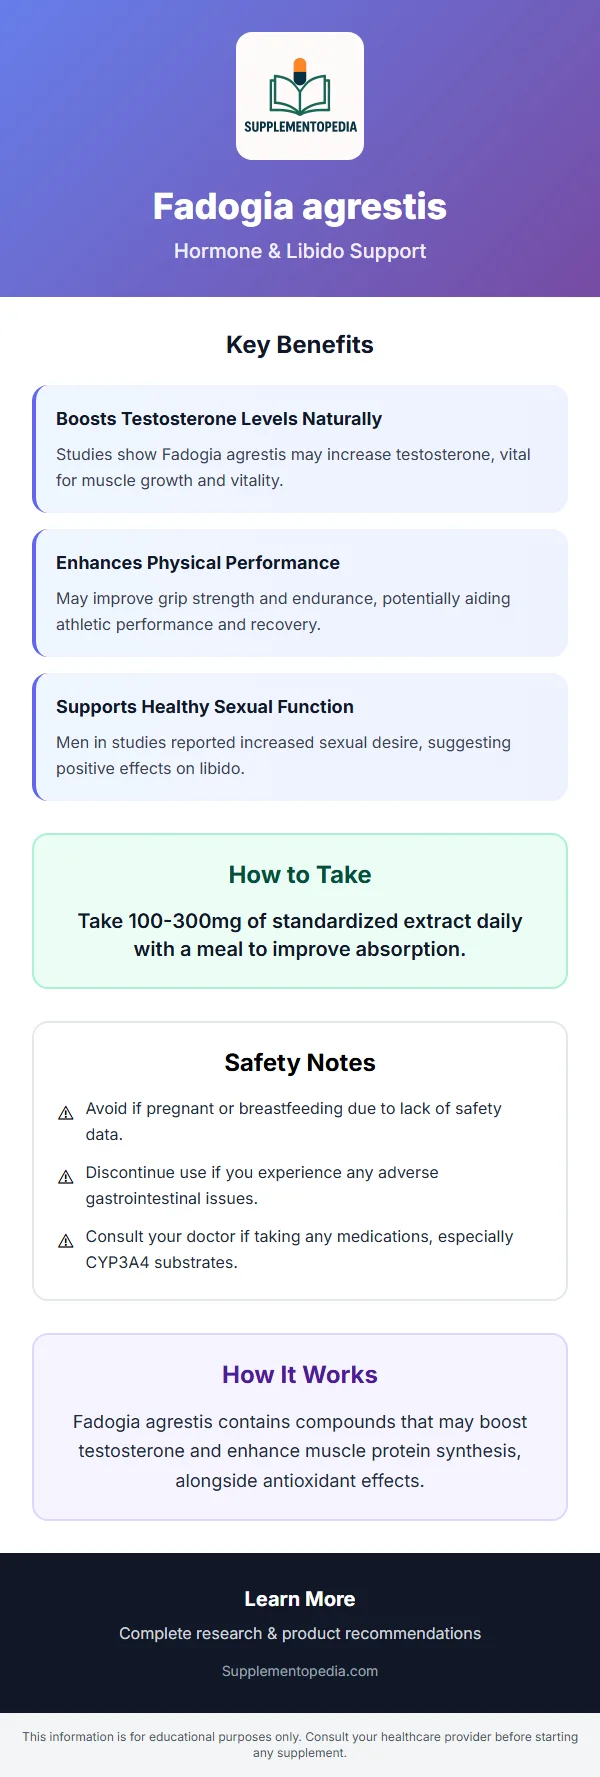 SUPPLEMENTOPEDIA
Fadogia agrestis
Hormone & Libido Support
Key Benefits
Boosts Testosterone Levels Naturally
Studies show Fadogia agrestis may increase testosterone, vital
for muscle growth and vitality.
Enhances Physical Performance
May improve grip strength and endurance, potentially aiding
athletic performance and recovery.
Supports Healthy Sexual Function
Men in studies reported increased sexual desire, suggesting
positive effects on libido.
How to Take
Take 100-300mg of standardized extract daily
with a meal to improve absorption.
Safety Notes
⚠ Avoid if pregnant or breastfeeding due to lack of safety
data.
⚠ Discontinue use if you experience any adverse
gastrointestinal issues.
⚠ Consult your doctor if taking any medications, especially
CYP3A4 substrates.
How It Works
Fadogia agrestis contains compounds that may boost
testosterone and enhance muscle protein synthesis,
alongside antioxidant effects.
Learn More
Complete research & product recommendations
Supplementopedia.com
This information is for educational purposes only. Consult your healthcare provider before starting
any supplement.